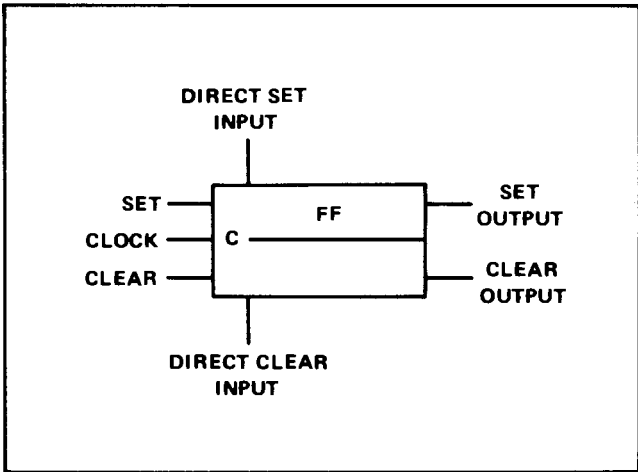 DIRECT SET
INPUT
SET
FF
SET
OUTPUT
CLOCK
C
CLEAR
CLEAR
OUTPUT
DIRECT CLEAR
INPUT